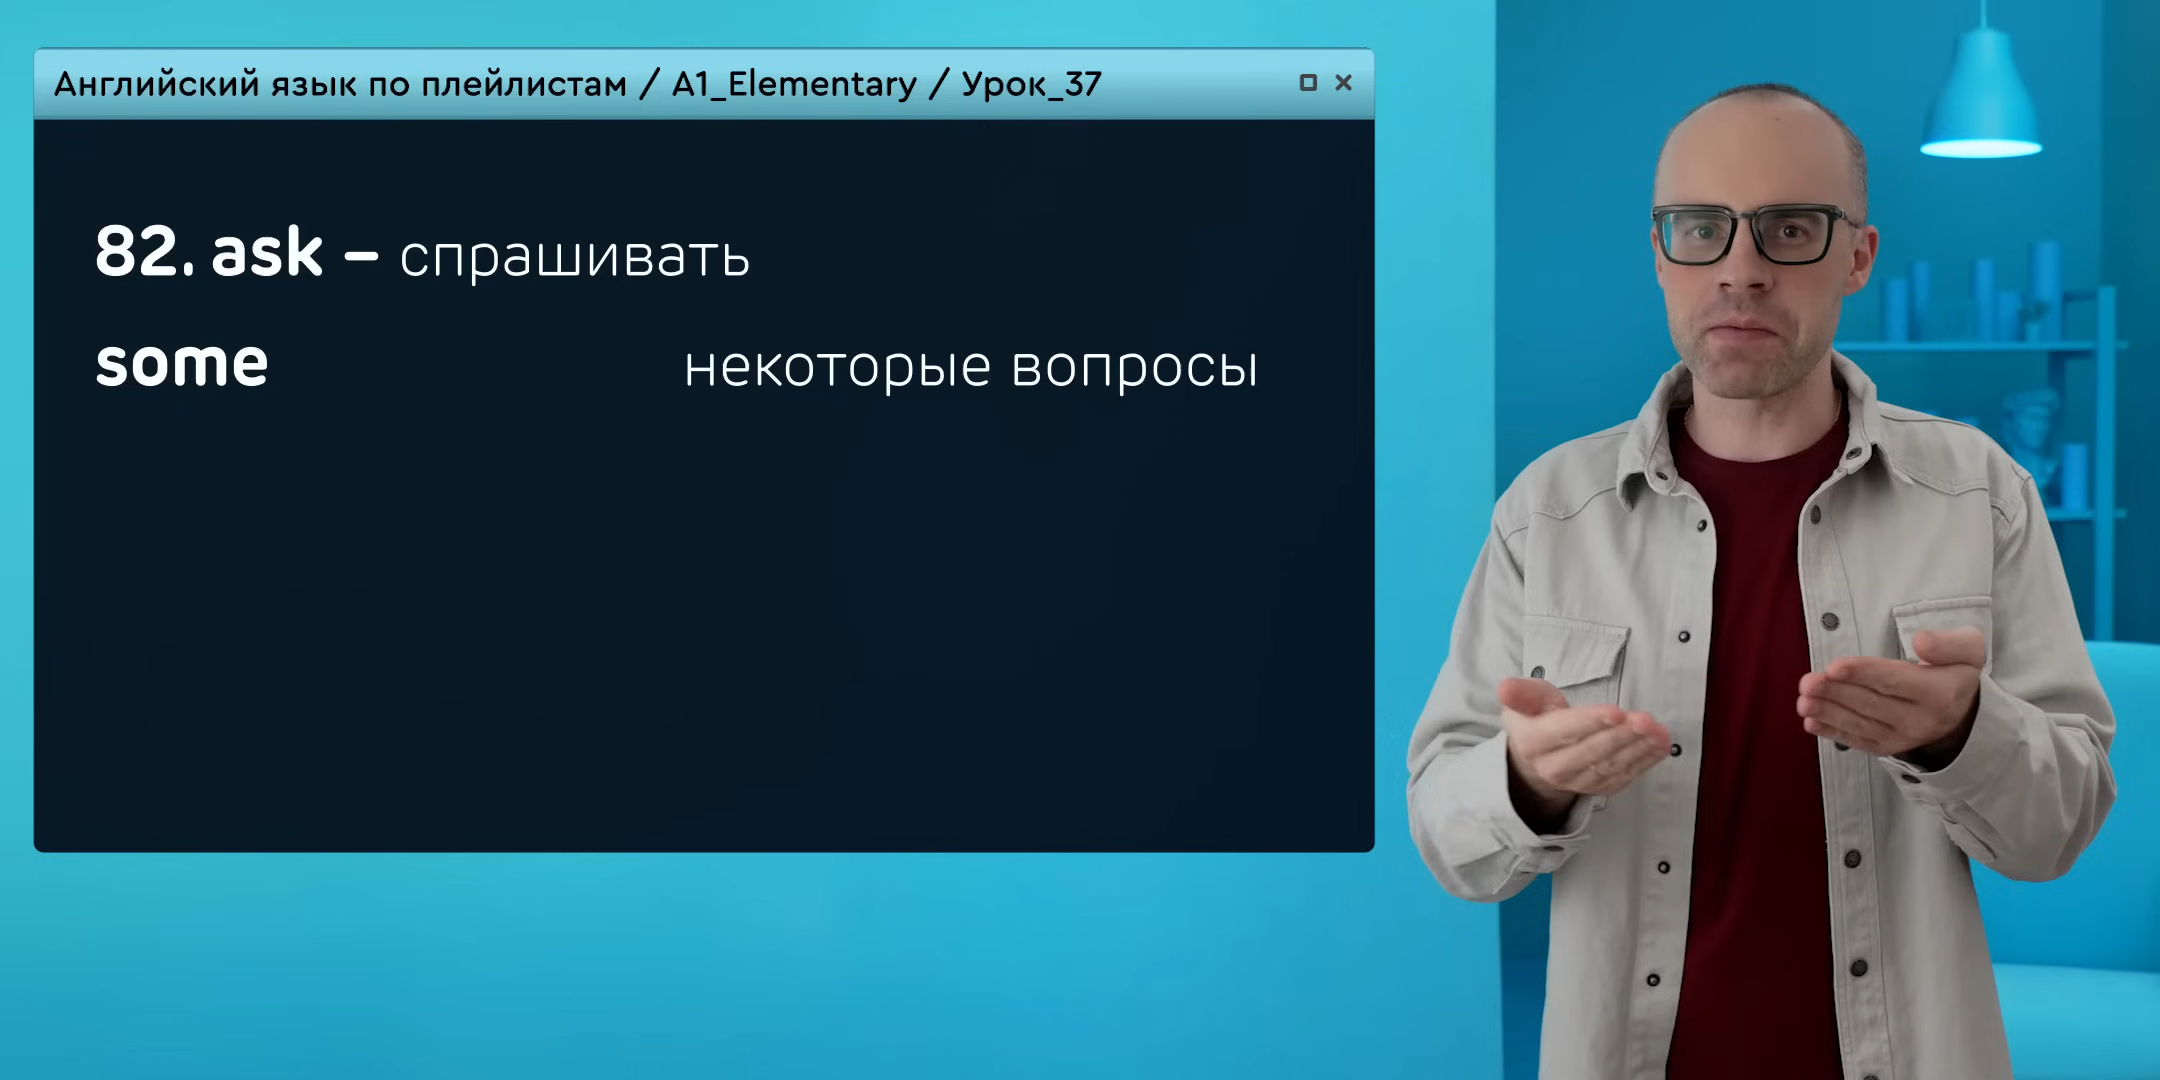 Английский язык по плейлистам / A1_Elementary / Урок_37
82. ask – спрашивать
some некоторые вопросы